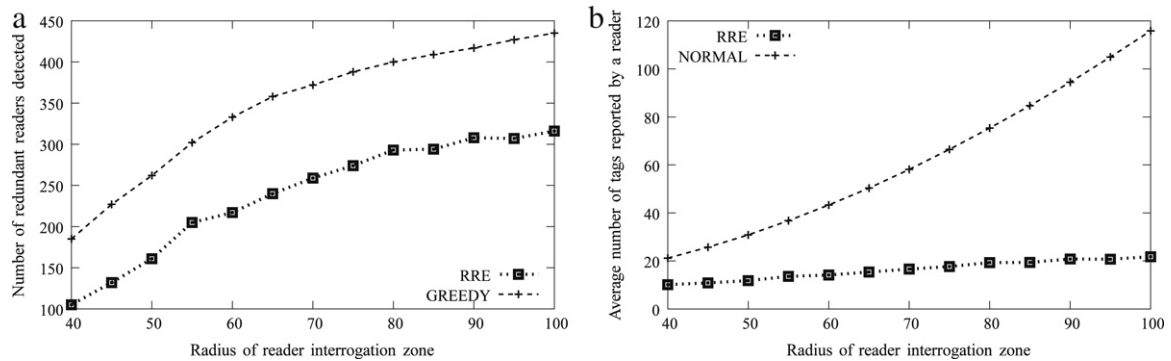 a
Number of redundant readers detected
450
400
350
300
250
200
150
100
RRE
GREEDY
40 50 60 70 80 90 100
Radius of reader interrogation zone
b
Average number of tags reported by a reader
120
100
80
60
40
20
0
RRE
NORMAL
40 50 60 70 80 90 100
Radius of reader interrogation zone